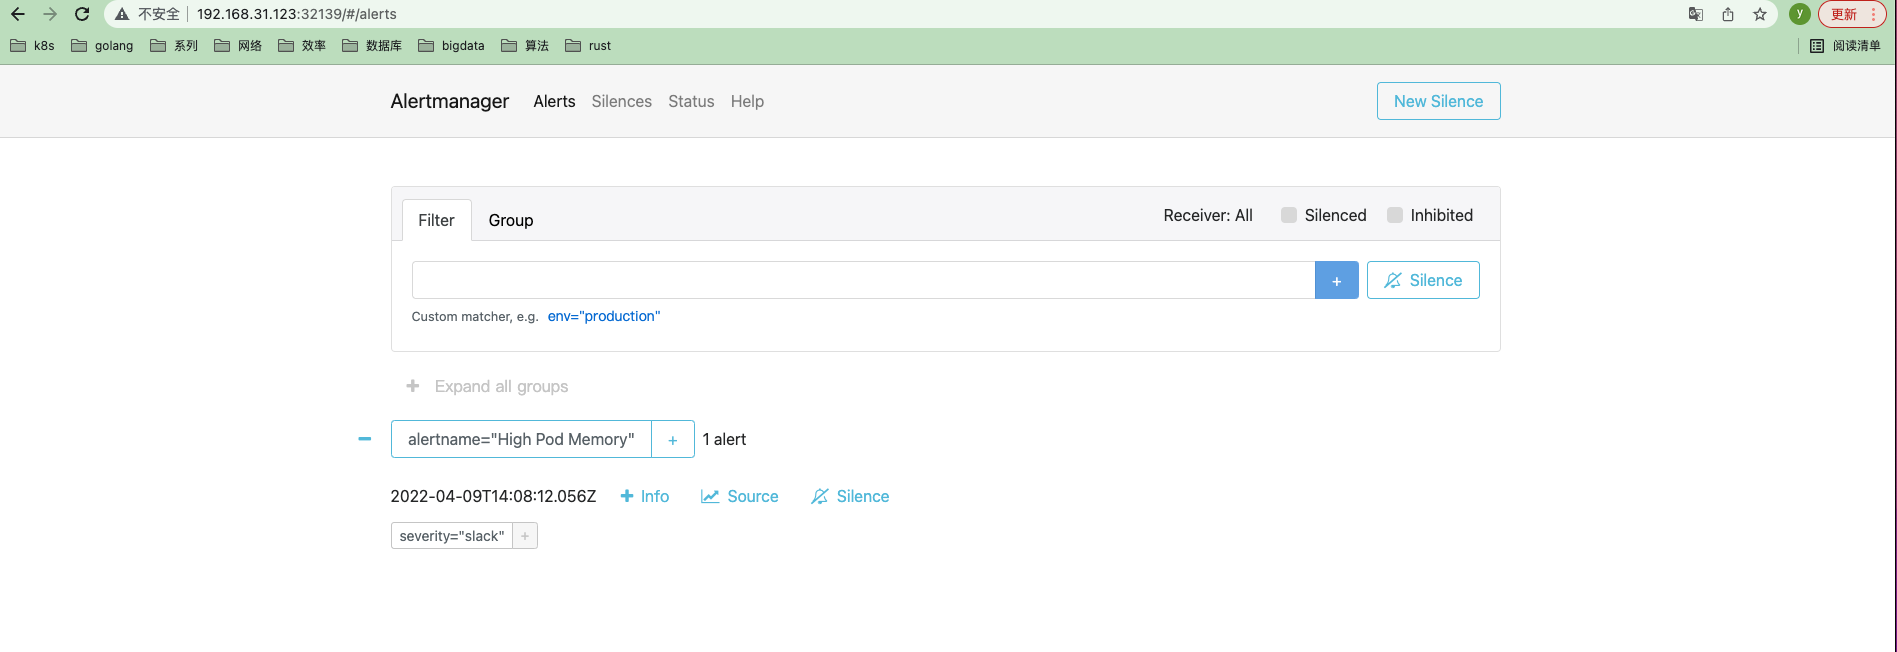 不安全 192.168.31.123:32139/#/alerts y 更新
k8s golang 系列 网络 效率 数据库 bigdata 算法 rust 阅读清单
Alertmanager Alerts Silences Status Help New Silence
Filter Group Receiver: All Silenced Inhibited
+ Silence
Custom matcher, e.g. env="production"
+ Expand all groups
alertname="High Pod Memory" + 1 alert
2022-04-09T14:08:12.056Z + Info Source Silence
severity="slack" +